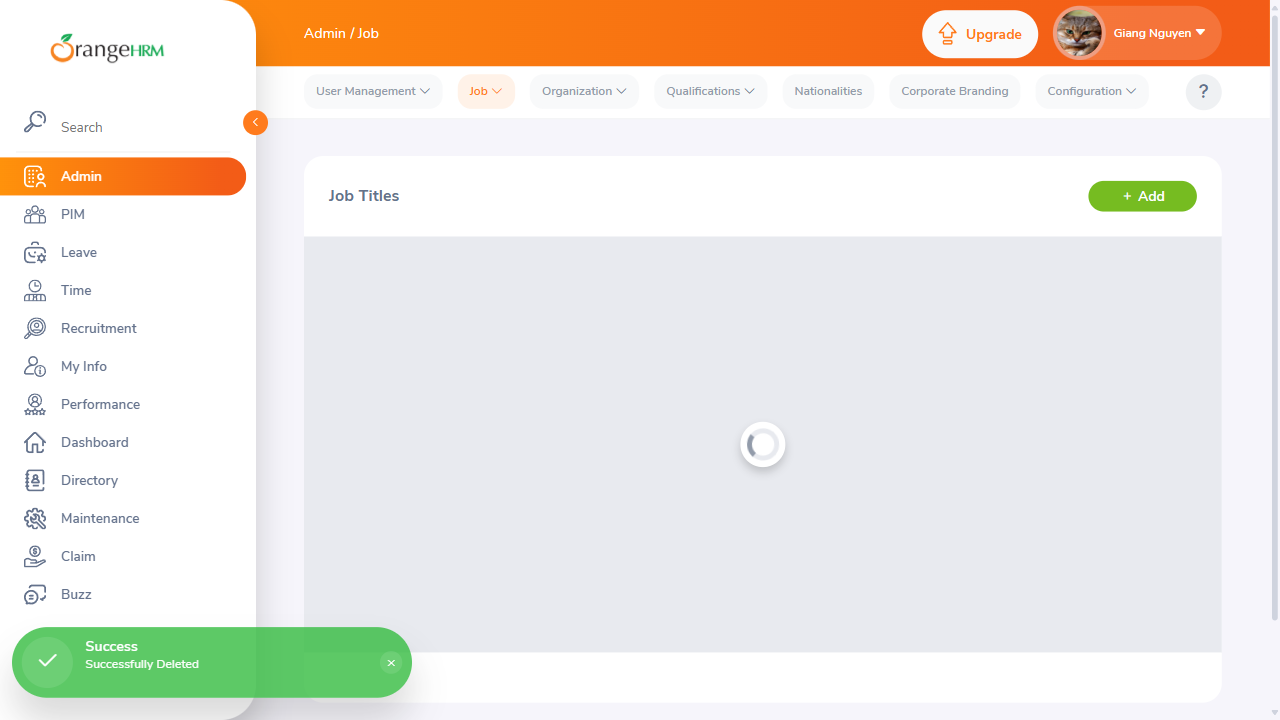 OrangeHRM
Search
Admin
PIM
Leave
Time
Recruitment
My Info
Performance
Dashboard
Directory
Maintenance
Claim
Buzz
Admin / Job
Upgrade
Giang Nguyen
User Management
Job
Organization
Qualifications
Nationalities
Corporate Branding
Configuration
?
Job Titles
+ Add
Success
Successfully Deleted
×